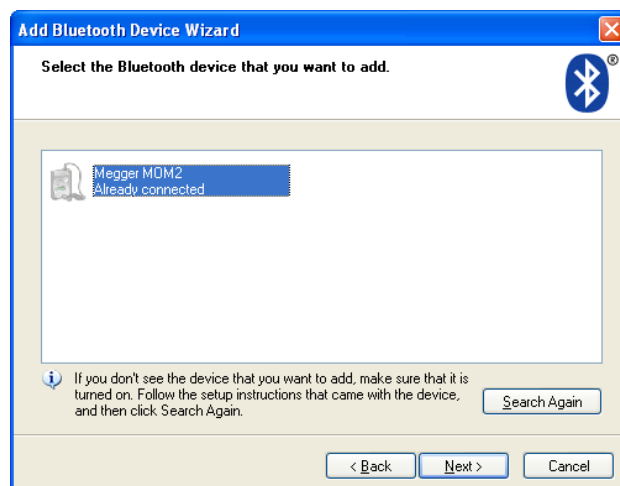 Add Bluetooth Device Wizard
Select the Bluetooth device that you want to add.
®
Megger MOM2
Already connected
If you don't see the device that you want to add, make sure that it is
turned on. Follow the setup instructions that came with the device,
and then click Search Again.
Search Again
< Back
Next >
Cancel